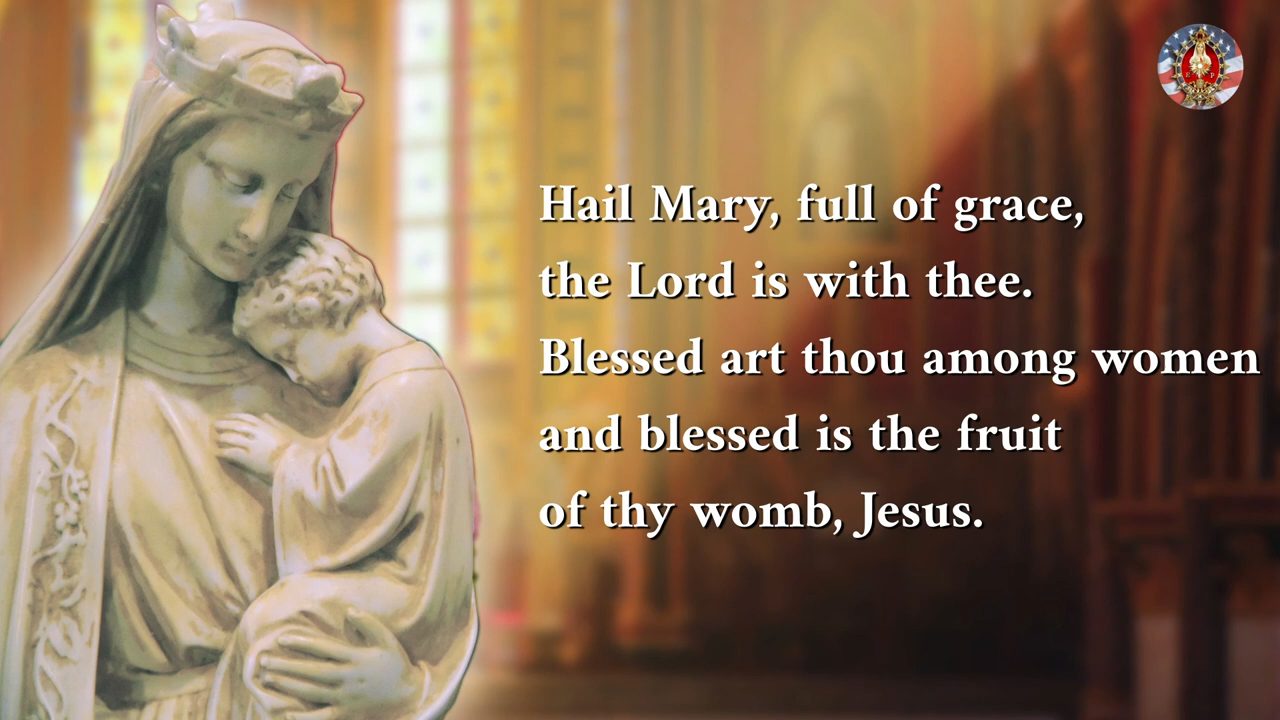 Hail Mary, full of grace,
the Lord is with thee.
Blessed art thou among women
and blessed is the fruit
of thy womb, Jesus.